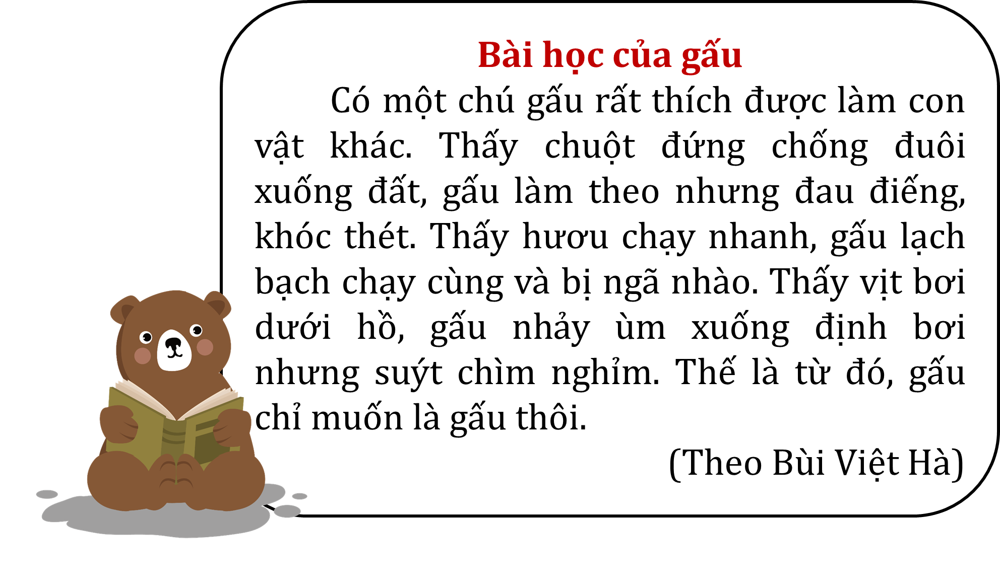 Bài học của gấu
Có một chú gấu rất thích được làm con
vật khác. Thấy chuột đứng chống đuôi
xuống đất, gấu làm theo nhưng đau điếng,
khóc thét. Thấy hươu chạy nhanh, gấu lạch
bạch chạy cùng và bị ngã nhào. Thấy vịt bơi
dưới hồ, gấu nhảy ùm xuống định bơi
nhưng suýt chìm nghỉm. Thế là từ đó, gấu
chỉ muốn là gấu thôi.
(Theo Bùi Việt Hà)